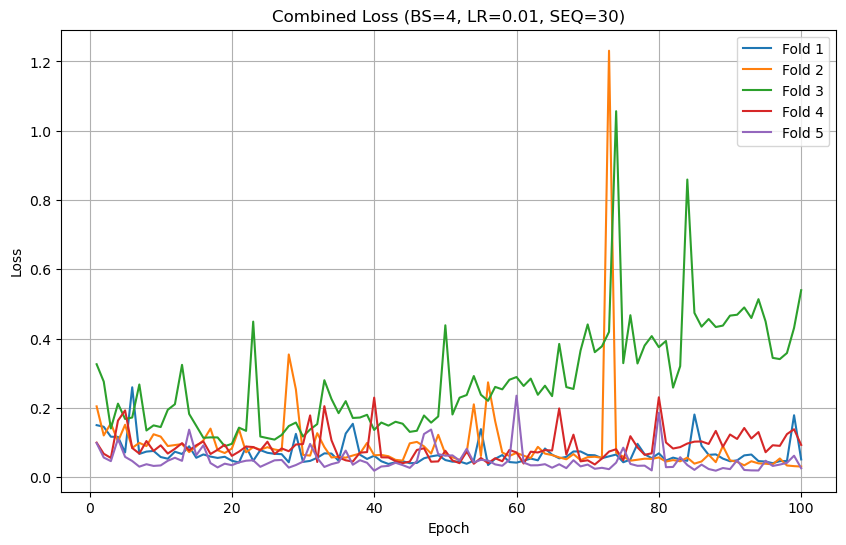 Combined Loss (BS=4, LR=0.01, SEQ=30)
Fold 1
Fold 2
Fold 3
Fold 4
Fold 5
Loss
1.2
1.0
0.8
0.6
0.4
0.2
0.0
0 20 40 60 80 100
Epoch